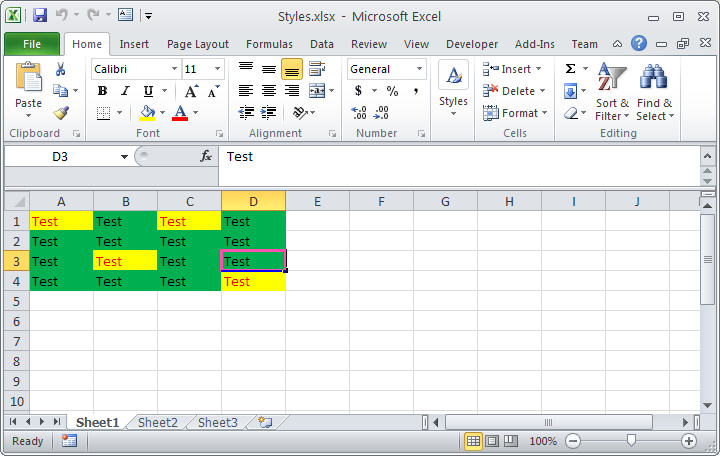 Styles.xlsx - Microsoft Excel
File Home Insert Page Layout Formulas Data Review View Developer Add-Ins Team
Calibri 11 General Insert Σ
Paste B I U A A $ % , Styles Delete Sort & Find &
A .00 .0 Format Filter Select
Clipboard Font Alignment Number Cells Editing
D3 fx Test
A B C D E F G H I J
1 Test Test Test Test
2 Test Test Test Test
3 Test Test Test Test
4 Test Test Test Test
5
6
7
8
9
10
Sheet1 Sheet2 Sheet3
Ready 100%